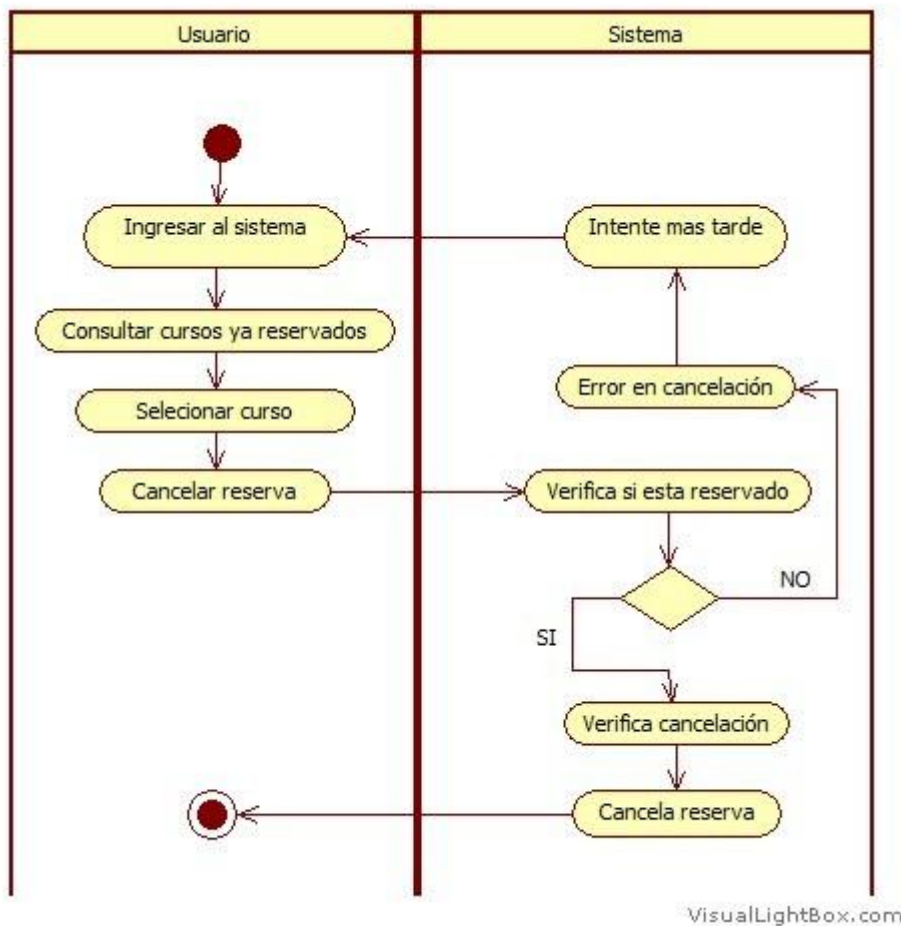 Usuario
Sistema
Ingresar al sistema
Intente mas tarde
Consultar cursos ya reservados
Error en cancelación
Selecionar curso
Cancelar reserva
Verifica si esta reservado
NO
SI
Verifica cancelación
Cancela reserva
VisualLightBox.com